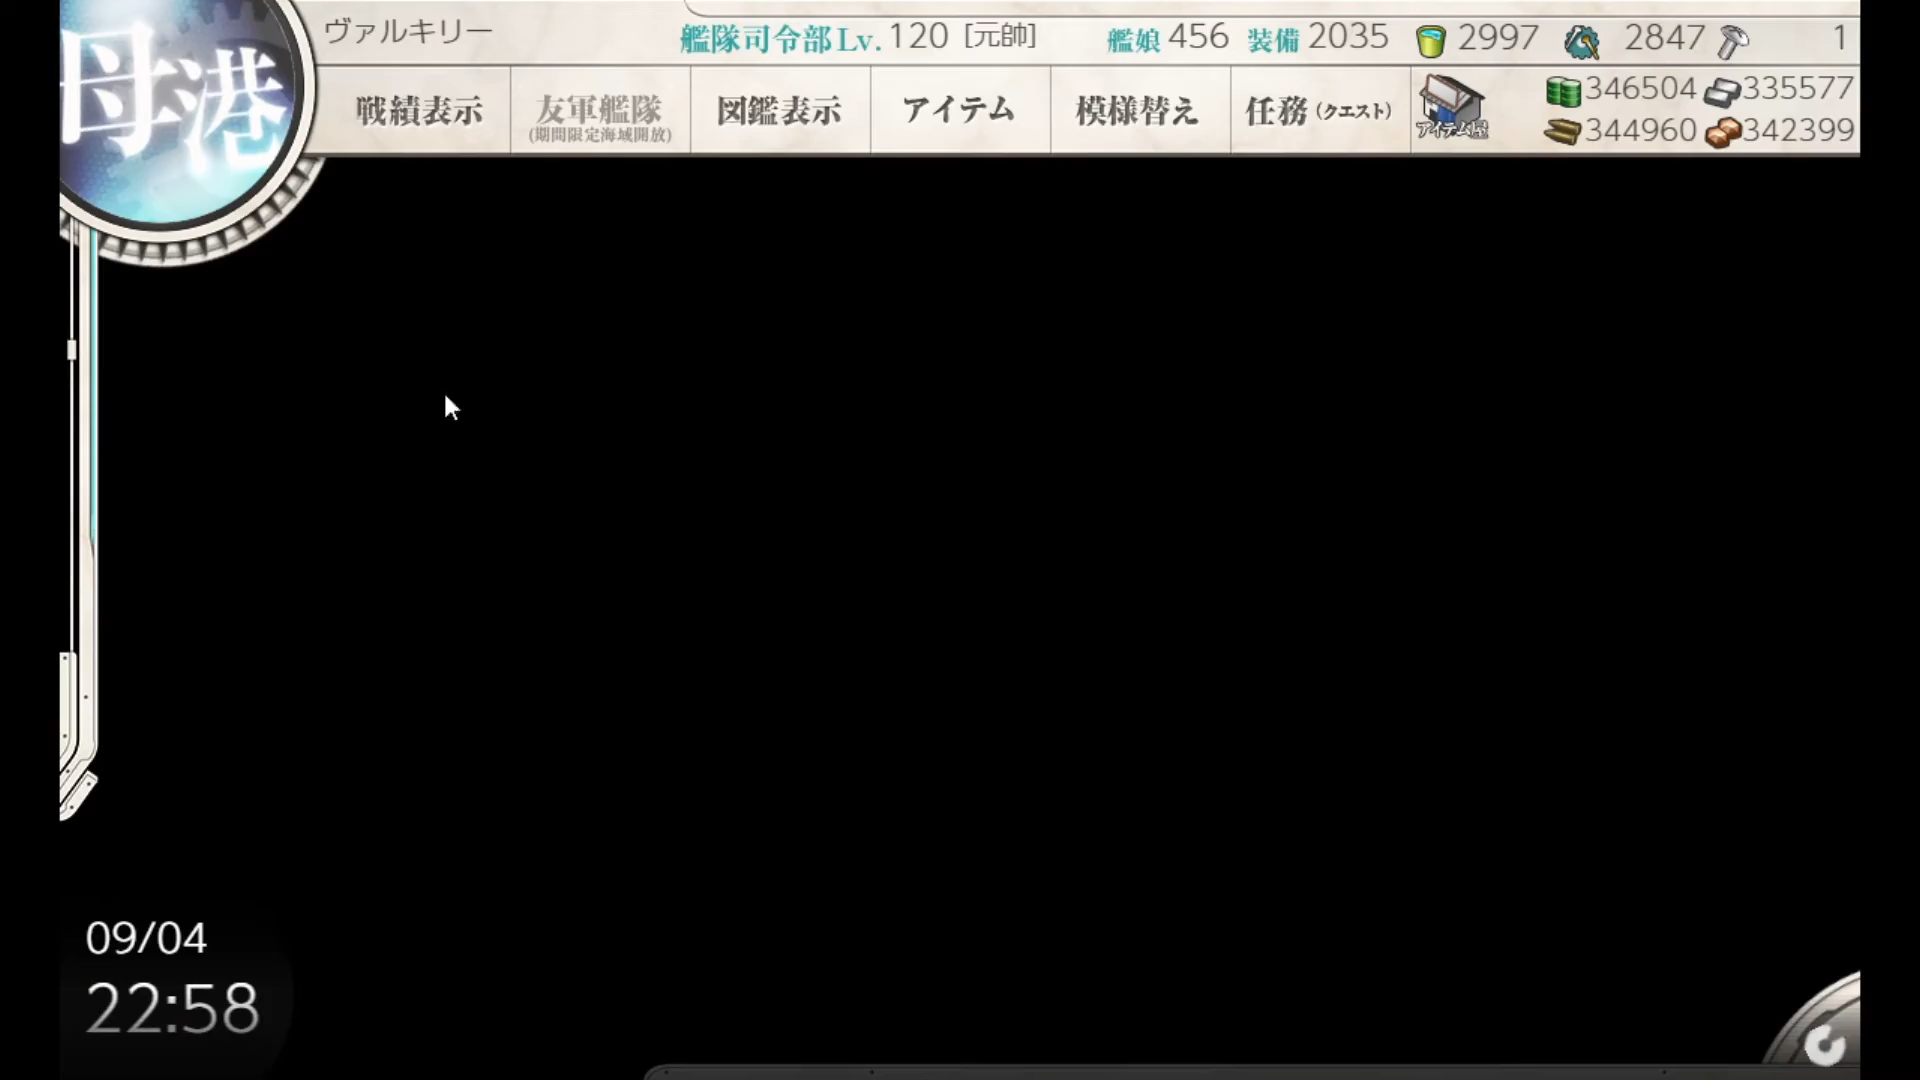 母港
ヴァルキリー 艦隊司令部Lv. 120 [元帥] 艦娘 456 装備 2035 2997 2847 1
戦績表示 友軍艦隊 図鑑表示 アイテム 模様替え 任務(クエスト) アイテム屋 346504 335577
(期間限定海域開放) 344960 342399
09/04
22:58